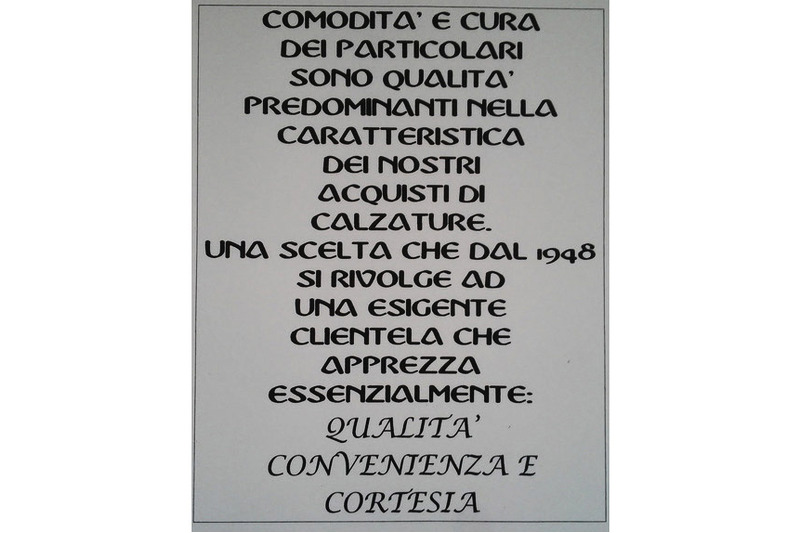 COMODITA' E CURA
DEI PARTICOLARI
SONO QUALITA'
PREDOMINANTI NELLA
CARATTERISTICA
DEI NOSTRI
ACQUISTI DI
CALZATURE.
UNA SCELTA CHE DAL 1948
SI RIVOLGE AD
UNA ESIGENTE
CLIENTELA CHE
APPREZZA
ESSENZIALMENTE:
QUALITA'
CONVENIENZA E
CORTESIA